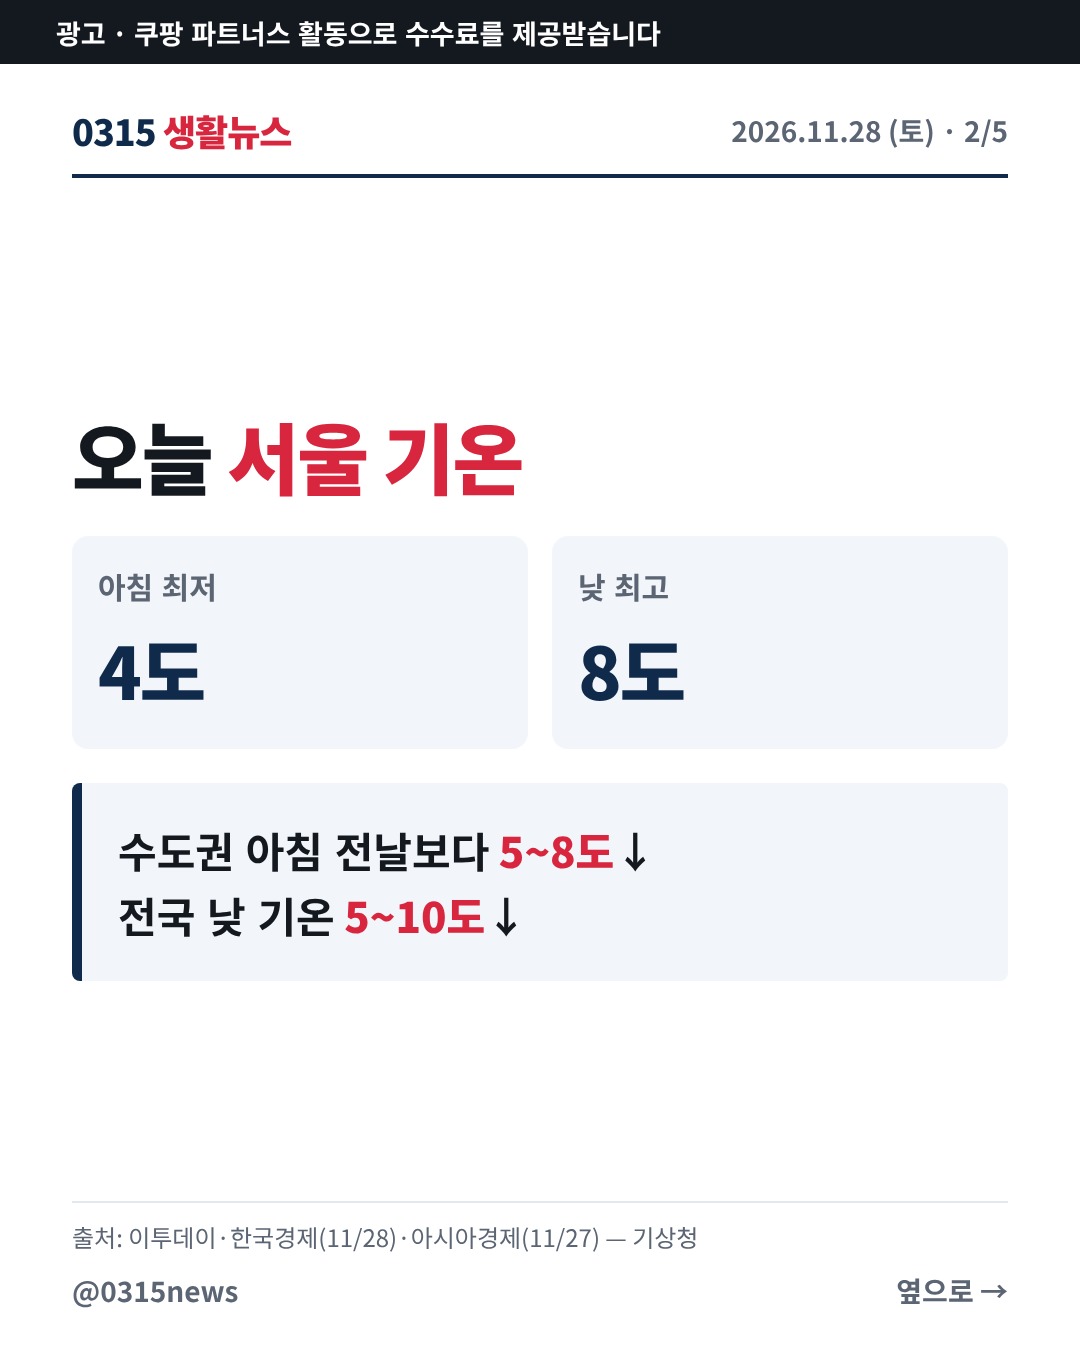 광고 · 쿠팡 파트너스 활동으로 수수료를 제공받습니다
0315 생활뉴스
2026.11.28 (토) · 2/5
오늘 서울 기온
아침 최저
4도
낮 최고
8도
수도권 아침 전날보다 5~8도↓
전국 낮 기온 5~10도↓
출처: 이투데이·한국경제(11/28)·아시아경제(11/27) — 기상청
@0315news
옆으로 →